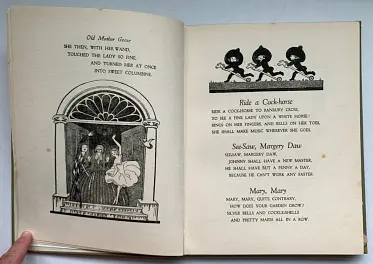 Old Mother Goose
SHE THEN, WITH HER WAND,
TOUCHED THE LADY SO FINE,
AND TURNED HER AT ONCE
INTO SWEET COLUMBINE.
Ride a Cock-horse
RIDE A COCK-HORSE TO BANBURY CROSS,
TO SEE A FINE LADY UPON A WHITE HORSE!
RINGS ON HER FINGERS, AND BELLS ON HER TOES,
SHE SHALL MAKE MUSIC WHEREVER SHE GOES.
See-Saw, Margery Daw
SEESAW, MARGERY DAW,
JOHNNY SHALL HAVE A NEW MASTER,
HE SHALL HAVE BUT A PENNY A DAY,
BECAUSE HE CAN'T WORK ANY FASTER
Mary, Mary
MARY, MARY, QUITE CONTRARY,
HOW DOES YOUR GARDEN GROW?
SILVER BELLS AND COCKLESHELLS
AND PRETTY MAIDS ALL IN A ROW.